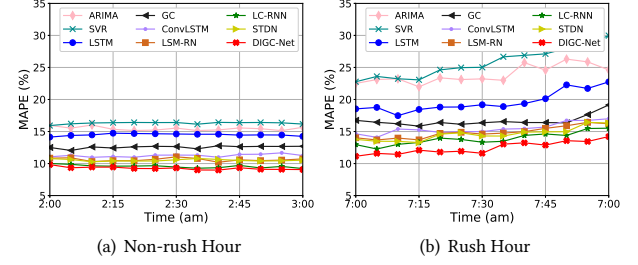 35
30
25
20
15
10
5
MAPE (%)
ARIMA
SVR
LSTM
GC
ConvLSTM
LSM-RN
LC-RNN
STDN
DIGC-Net
2:00 2:15 2:30 2:45 3:00
Time (am)
(a) Non-rush Hour
35
30
25
20
15
10
5
MAPE (%)
ARIMA
SVR
LSTM
GC
ConvLSTM
LSM-RN
LC-RNN
STDN
DIGC-Net
7:00 7:15 7:30 7:45 7:00
Time (am)
(b) Rush Hour